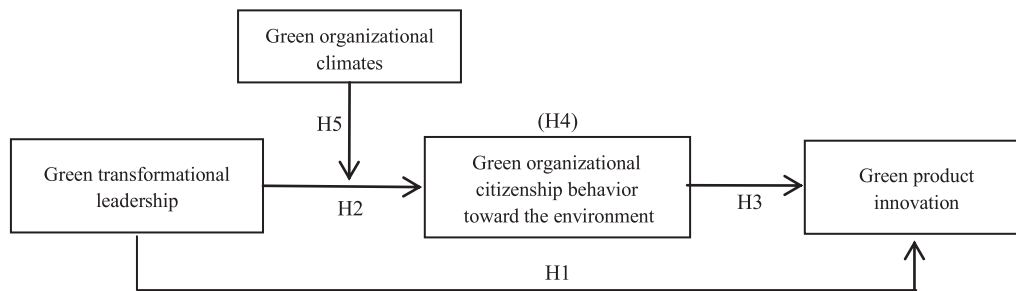 Green organizational
climates
H5
(H4)
Green transformational
leadership
H2
Green organizational
citizenship behavior
toward the environment
H3
Green product
innovation
H1